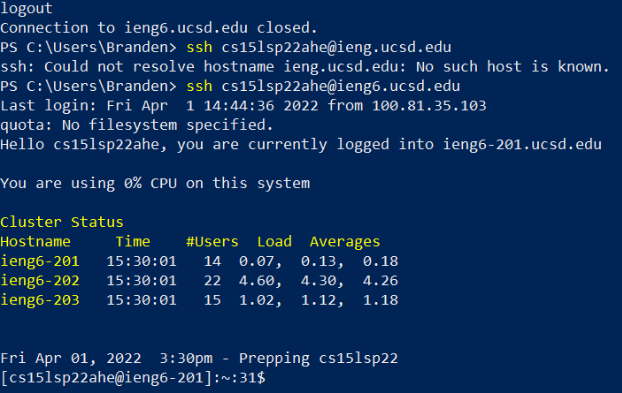 logout
Connection to ieng6.ucsd.edu closed.
PS C:\Users\Branden> ssh cs15lsp22ahe@ieng.ucsd.edu
ssh: Could not resolve hostname ieng.ucsd.edu: No such host is known.
PS C:\Users\Branden> ssh cs15lsp22ahe@ieng6.ucsd.edu
Last login: Fri Apr  1 14:44:36 2022 from 100.81.35.103
quota: No filesystem specified.
Hello cs15lsp22ahe, you are currently logged into ieng6-201.ucsd.edu
You are using 0% CPU on this system
Cluster Status
Hostname     Time    #Users  Load  Averages
ieng6-201   15:30:01   14  0.07,  0.13,  0.18
ieng6-202   15:30:01   22  4.60,  4.30,  4.26
ieng6-203   15:30:01   15  1.02,  1.12,  1.18
Fri Apr 01, 2022  3:30pm - Prepping cs15lsp22
[cs15lsp22ahe@ieng6-201]:~:31$